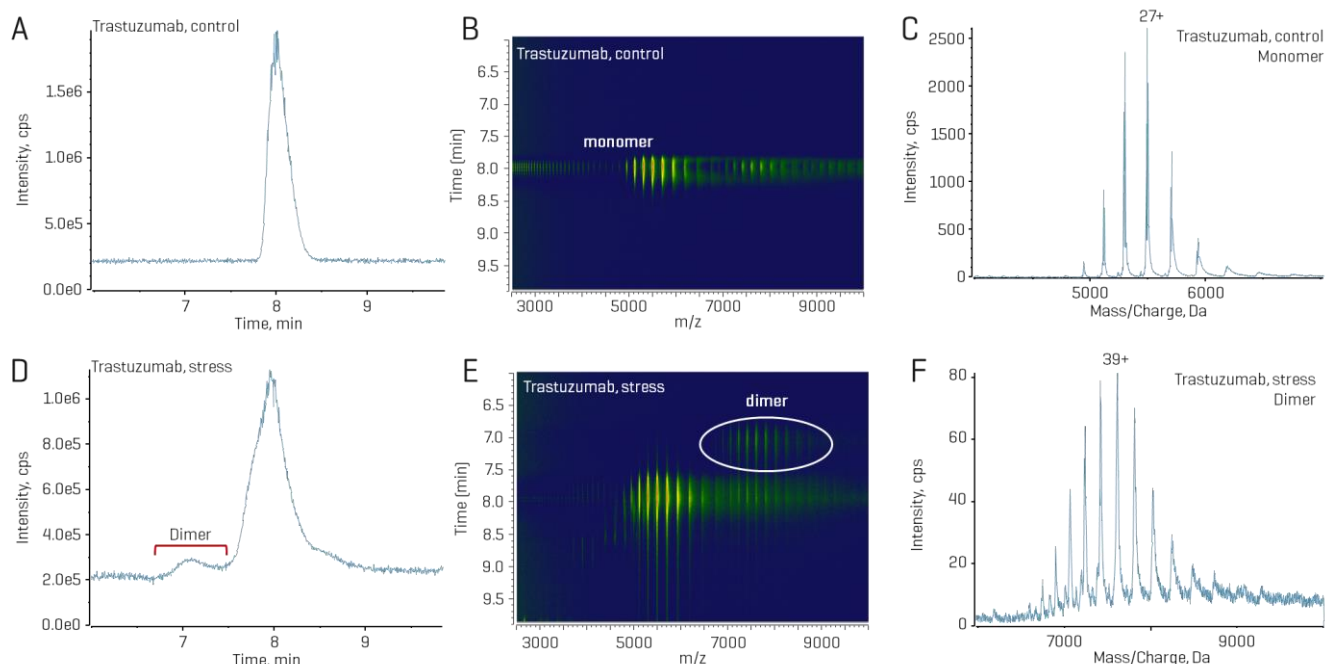 A
Trastuzumab, control
Intensity, cps
1.5e6
1.0e6
5.0e5
0.0e0
7
8
9
Time, min
B
Trastuzumab, control
monomer
Time (min)
6.5
7.0
7.5
8.0
8.5
9.0
9.5
3000
5000
7000
9000
m/z
C
27+
Trastuzumab, control
Monomer
Intensity, cps
2500
2000
1500
1000
500
0
5000
6000
Mass/Charge, Da
D
Trastuzumab, stress
Intensity, cps
1.0e6
8.0e5
6.0e5
4.0e5
2.0e5
0.0e0
Dimer
7
8
9
Time, min
E
Trastuzumab, stress
dimer
Time (min)
6.5
7.0
7.5
8.0
8.5
9.0
9.5
3000
5000
7000
9000
m/z
F
39+
Trastuzumab, stress
Dimer
Intensity, cps
80
60
40
20
0
7000
9000
Mass/Charge, Da